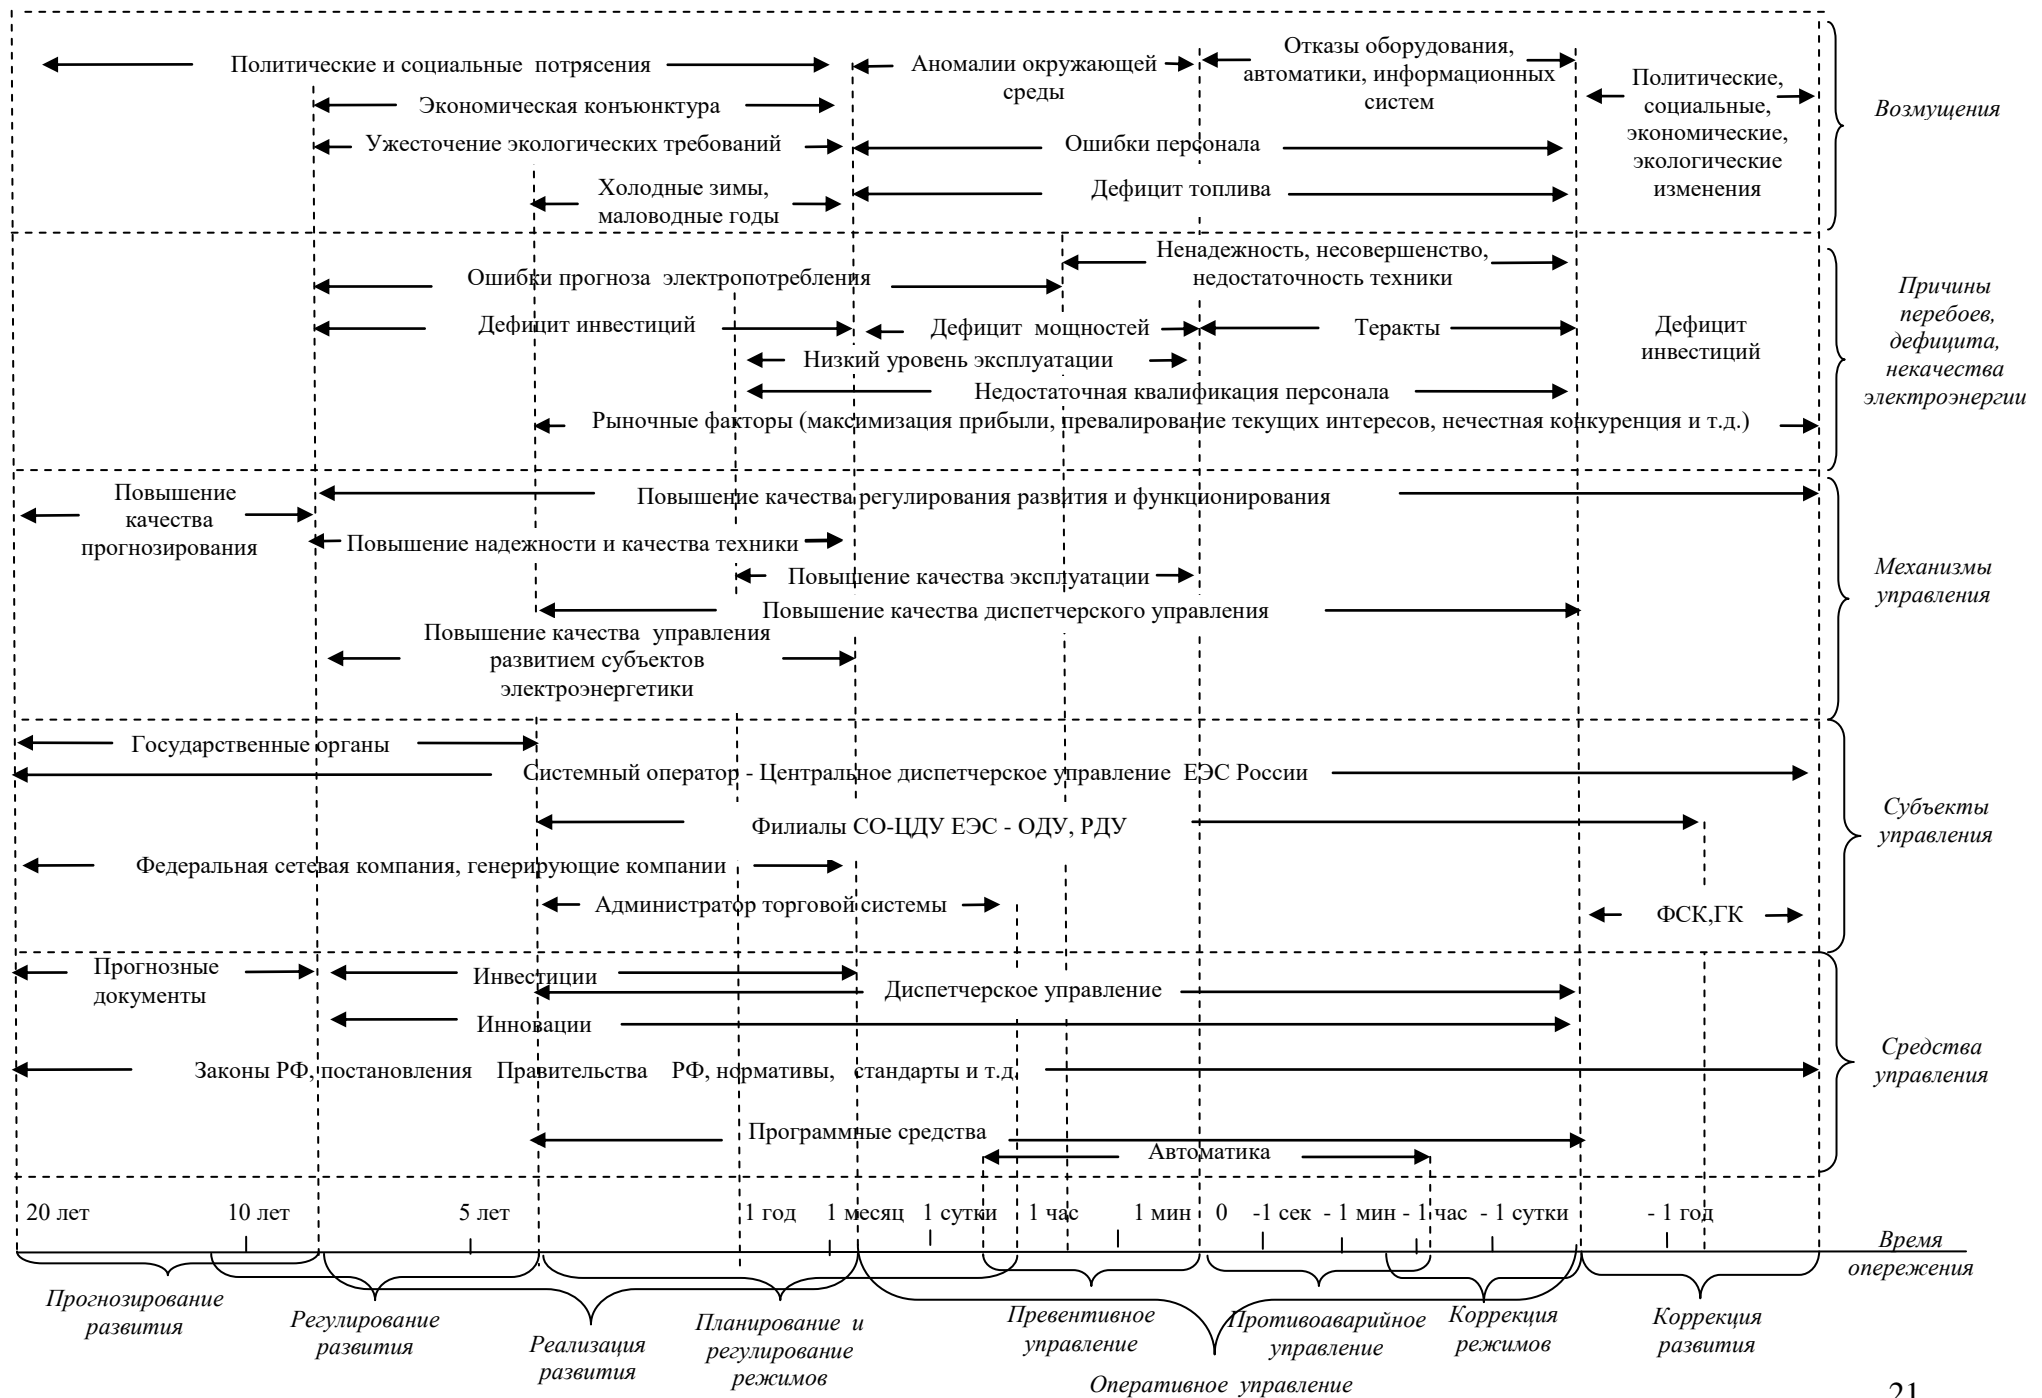 Политические и социальные потрясения
Аномалии окружающей
среды
Отказы оборудования,
автоматики, информационных
систем
Политические,
социальные,
экономические,
экологические
изменения
Возмущения
Экономическая конъюнктура
Ужесточение экологических требований
Ошибки персонала
Холодные зимы,
маловодные годы
Дефицит топлива
Ненадежность, несовершенство,
недостаточность техники
Ошибки прогноза электропотребления
Причины
перебоев,
дефицита,
некачества
электроэнергии
Дефицит инвестиций
Дефицит мощностей
Теракты
Дефицит
инвестиций
Низкий уровень эксплуатации
Недостаточная квалификация персонала
Рыночные факторы (максимизация прибыли, превалирование текущих интересов, нечестная конкуренция и т.д.)
Повышение
качества
прогнозирования
Повышение качества регулирования развития и функционирования
Повышение надежности и качества техники
Повышение качества эксплуатации
Механизмы
управления
Повышение качества диспетчерского управления
Повышение качества управления
развитием субъектов
электроэнергетики
Государственные органы
Системный оператор - Центральное диспетчерское управление ЕЭС России
Филиалы СО-ЦДУ ЕЭС - ОДУ, РДУ
Субъекты
управления
Федеральная сетевая компания, генерирующие компании
Администратор торговой системы
ФСК,ГК
Прогнозные
документы
Инвестиции
Диспетчерское управление
Инновации
Средства
управления
Законы РФ, постановления Правительства РФ, нормативы, стандарты и т.д.
Программные средства
Автоматика
20 лет 10 лет 5 лет 1 год 1 месяц 1 сутки 1 час 1 мин 0 -1 сек - 1 мин - 1 час - 1 сутки - 1 год
Время
опережения
Прогнозирование
развития
Регулирование
развития
Реализация
развития
Планирование и
регулирование
режимов
Превентивное
управление
Противоаварийное
управление
Коррекция
режимов
Коррекция
развития
Оперативное управление
21